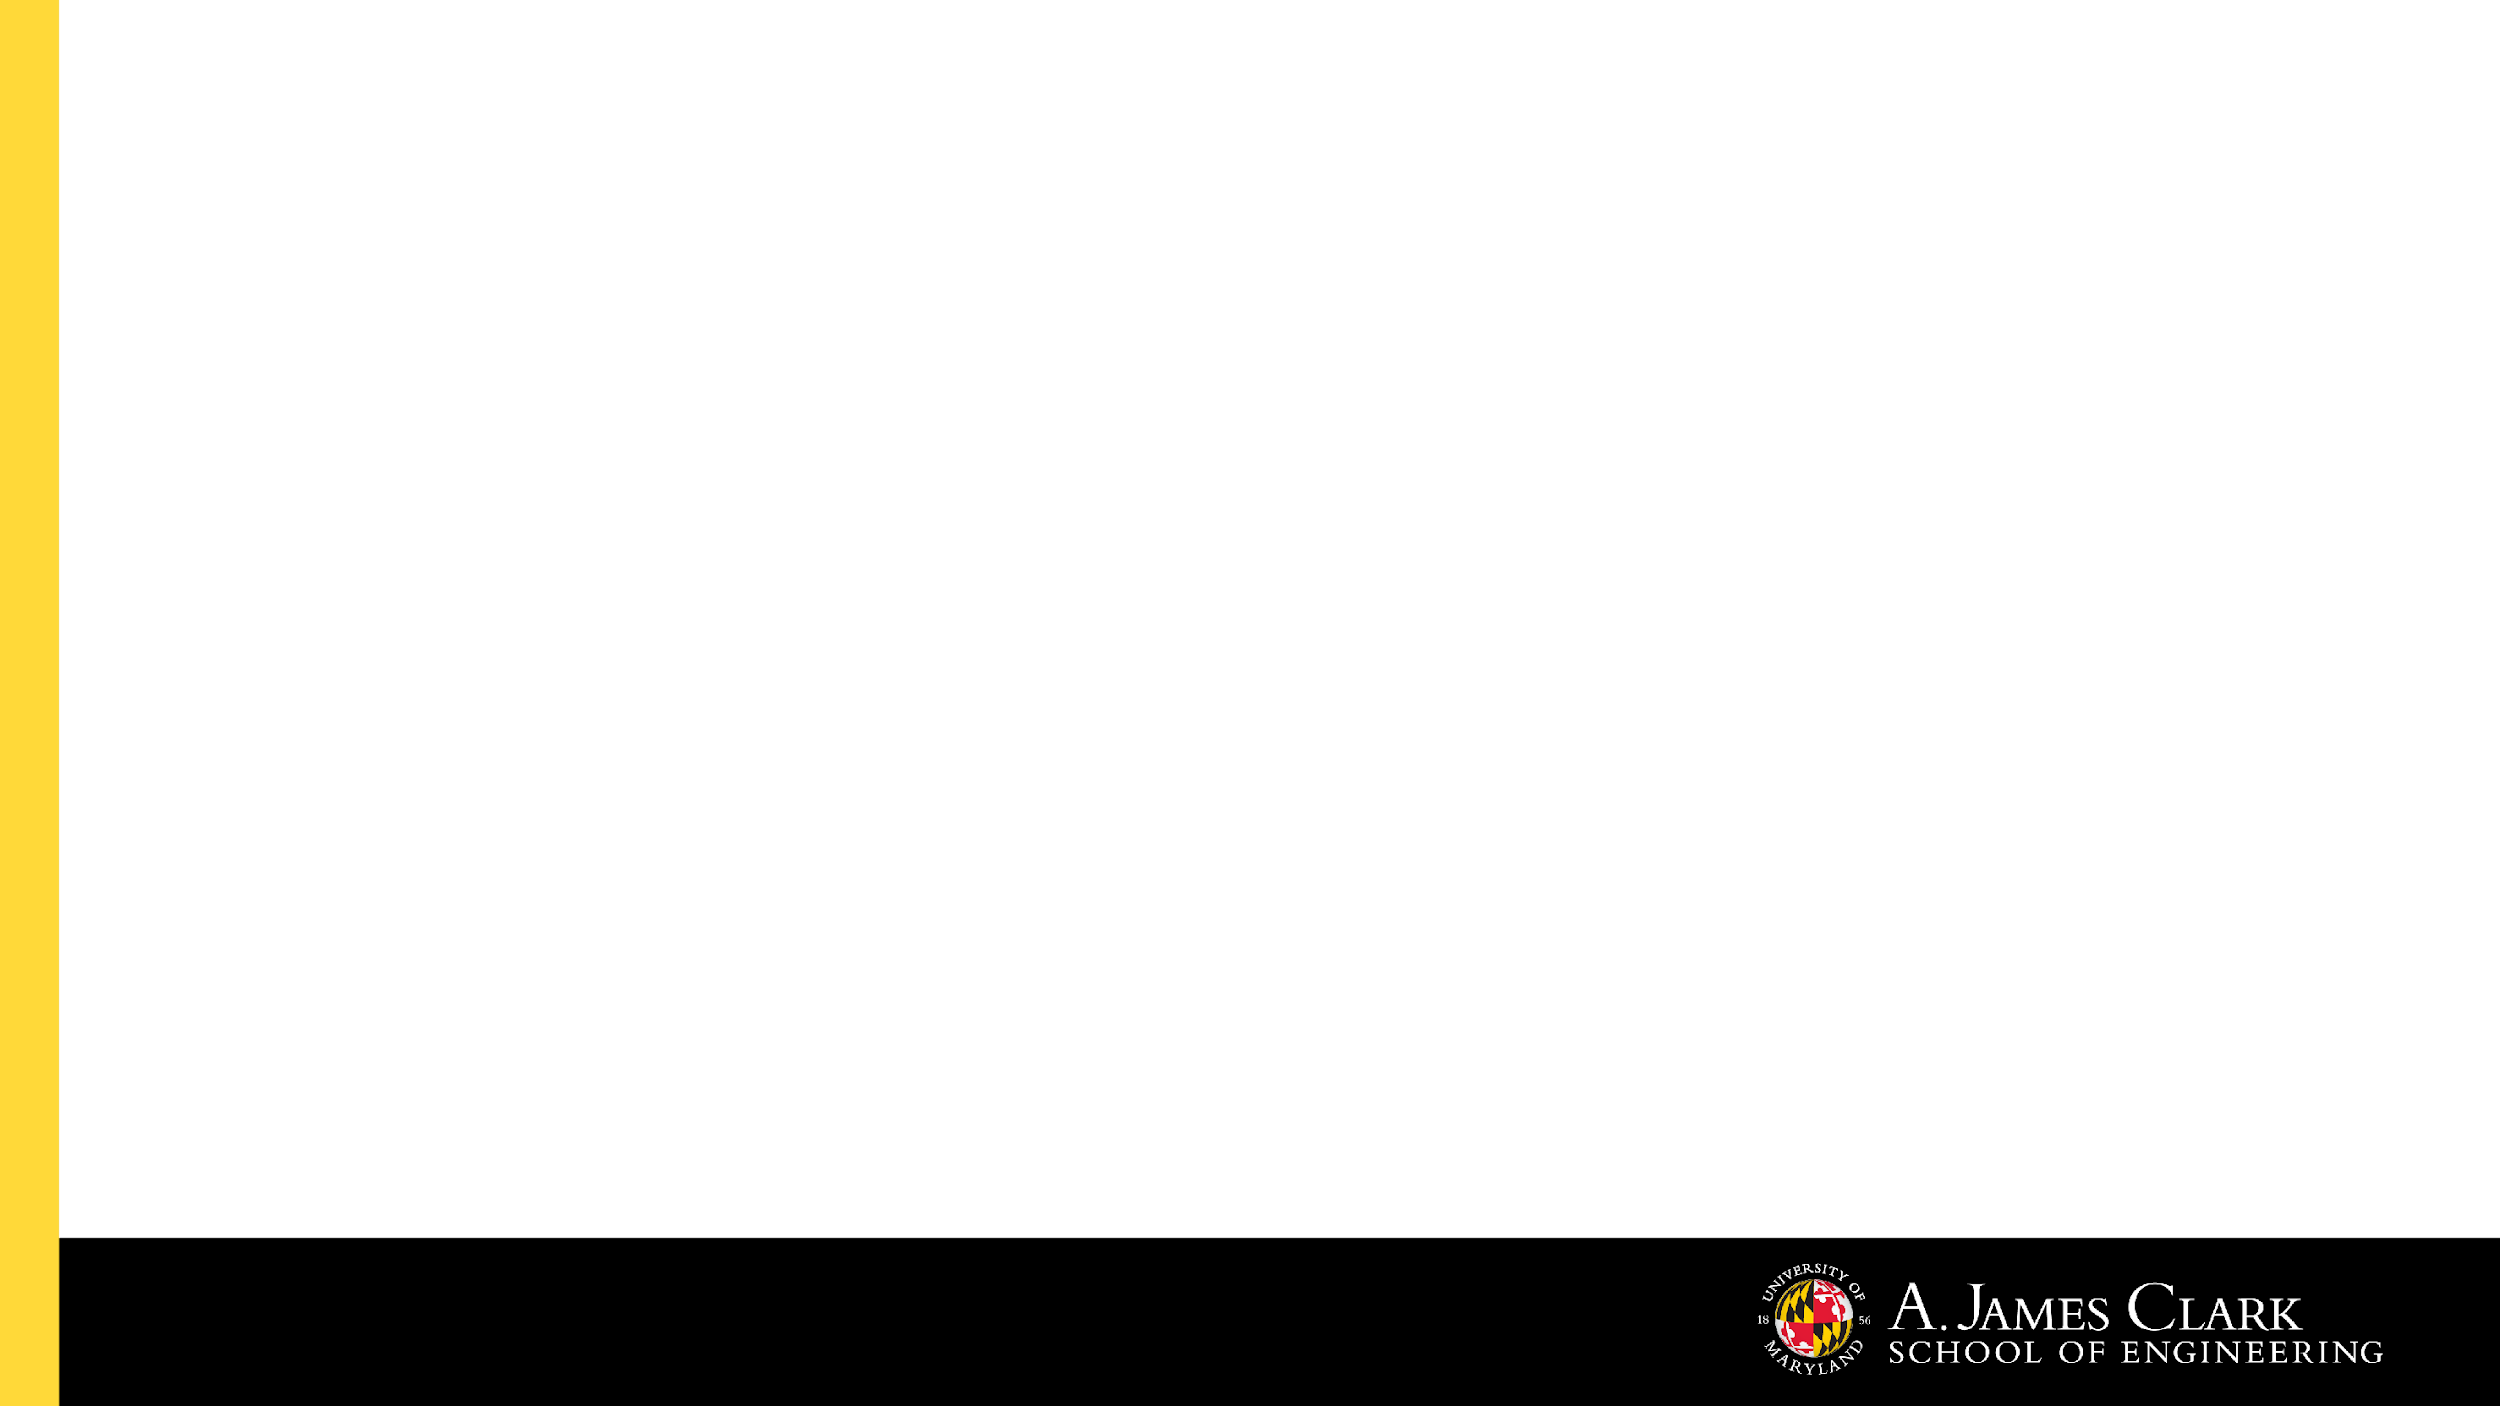 UNIVERSITY OF
18 56
MARYLAND
A. JAMES CLARK
SCHOOL OF ENGINEERING